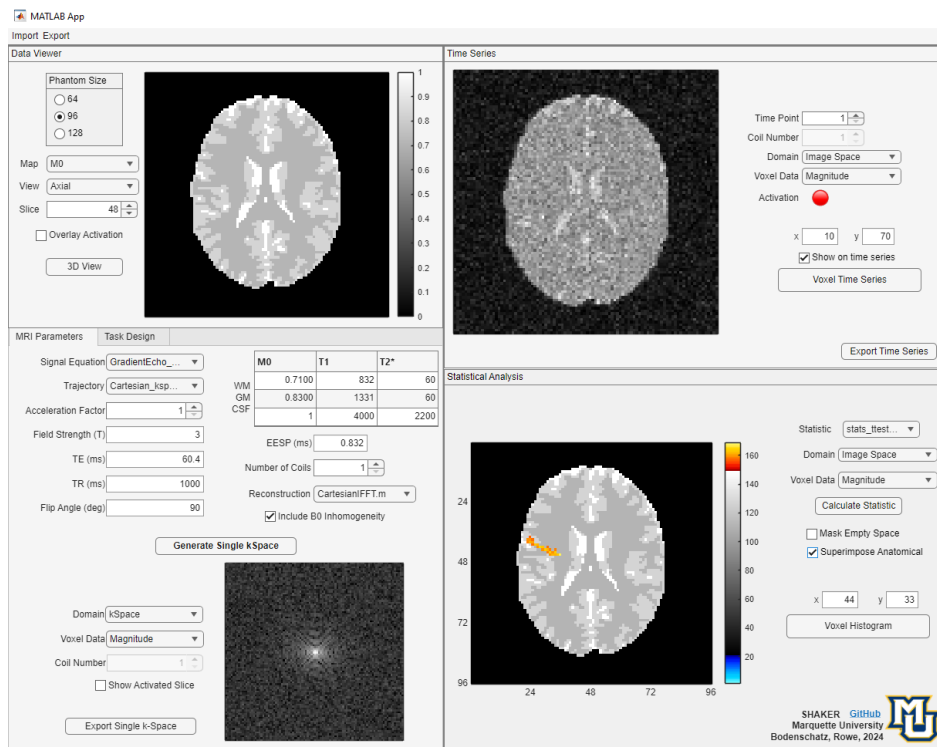 MATLAB App
Import Export
Data Viewer
Phantom Size
64
96
128
Map M0
View Axial
Slice 48
Overlay Activation
3D View
1
0.9
0.8
0.7
0.6
0.5
0.4
0.3
0.2
0.1
0
MRI Parameters Task Design
Signal Equation GradientEcho_...
Trajectory Cartesian_ksp...
Acceleration Factor 1
Field Strength (T) 3
TE (ms) 60.4
TR (ms) 1000
Flip Angle (deg) 90
M0 T1 T2*
WM 0.7100 832 60
GM 0.8300 1331 60
CSF 1 4000 2200
EESP (ms) 0.832
Number of Coils 1
Reconstruction CartesianIFFT.m
Include B0 Inhomogeneity
Generate Single kSpace
Domain kSpace
Voxel Data Magnitude
Coil Number 1
Show Activated Slice
Export Single k-Space
Time Series
Time Point 1
Coil Number 1
Domain Image Space
Voxel Data Magnitude
Activation
x 10 y 70
Show on time series
Voxel Time Series
Export Time Series
Statistical Analysis
24
48
72
96
24 48 72 96
160
140
120
100
80
60
40
20
Statistic stats_ttest...
Domain Image Space
Voxel Data Magnitude
Calculate Statistic
Mask Empty Space
Superimpose Anatomical
x 44 y 33
Voxel Histogram
SHAKER GitHub
Marquette University
Bodenschatz, Rowe, 2024
MU